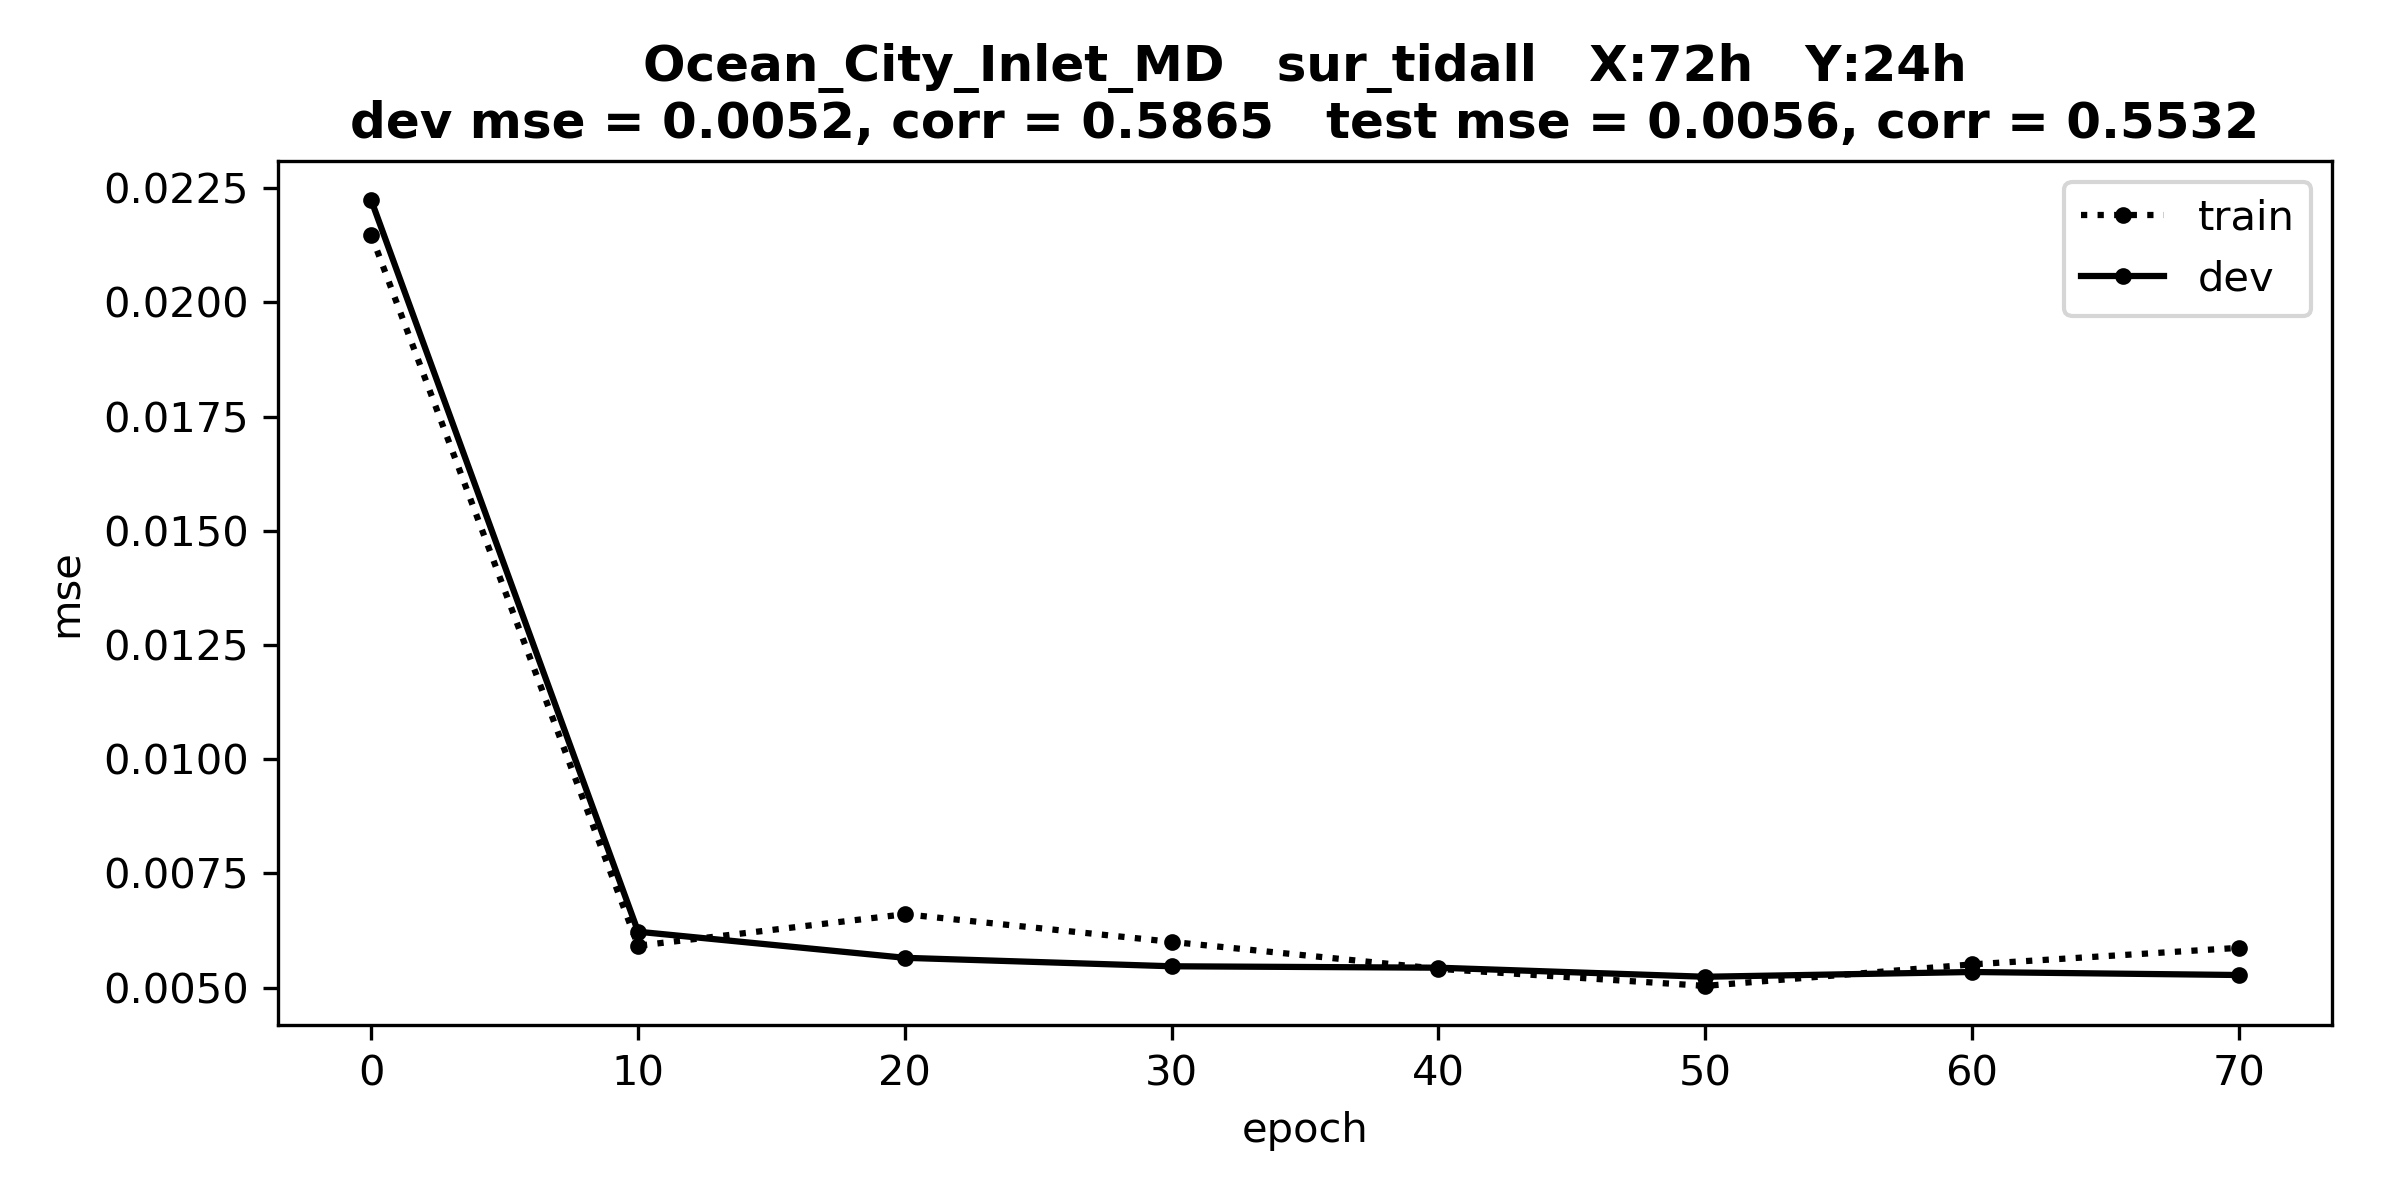 Ocean_City_Inlet_MD   sur_tidall   X:72h   Y:24h
dev mse = 0.0052, corr = 0.5865   test mse = 0.0056, corr = 0.5532
0.0225
0.0200
0.0175
0.0150
0.0125
0.0100
0.0075
0.0050
mse
train
dev
0 10 20 30 40 50 60 70
epoch